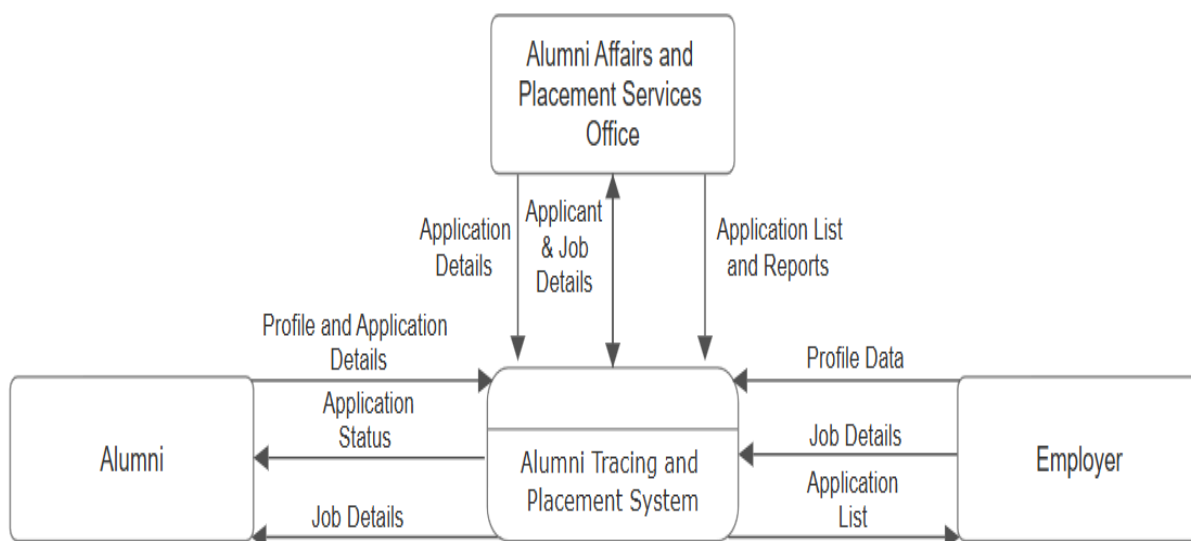 Alumni Affairs and
Placement Services
Office
Application
Details
Applicant
& Job
Details
Application List
and Reports
Profile and Application
Details
Profile Data
Application
Status
Alumni
Job Details
Alumni Tracing and
Placement System
Job Details
Application
List
Employer